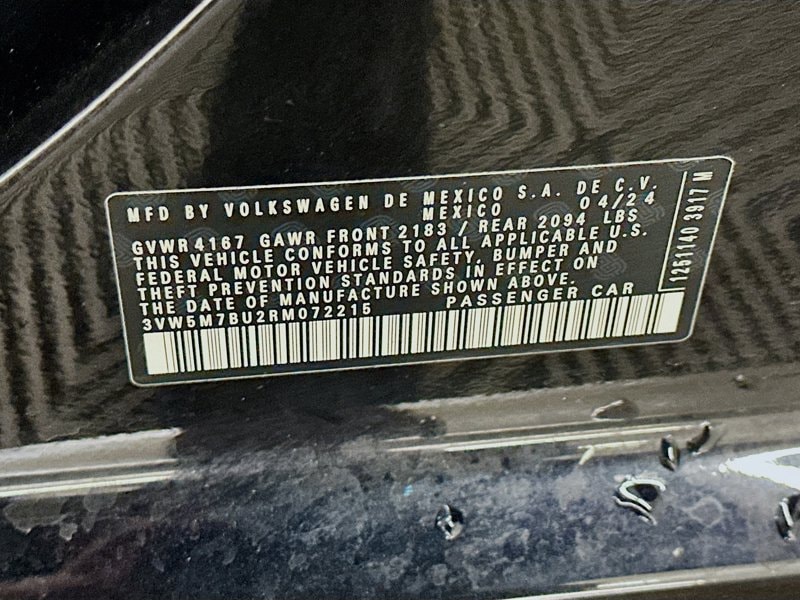 MFD BY VOLKSWAGEN DE MEXICO S.A. DE C.V.
MEXICO 04/24
GVWR4167 GAWR FRONT 2183 / REAR 2094 LBS
THIS VEHICLE CONFORMS TO ALL APPLICABLE U.S.
FEDERAL MOTOR VEHICLE SAFETY, BUMPER AND
THEFT PREVENTION STANDARDS IN EFFECT ON
THE DATE OF MANUFACTURE SHOWN ABOVE.
3VW5M7BU2RM072215 PASSENGER CAR
1251140 3917 M